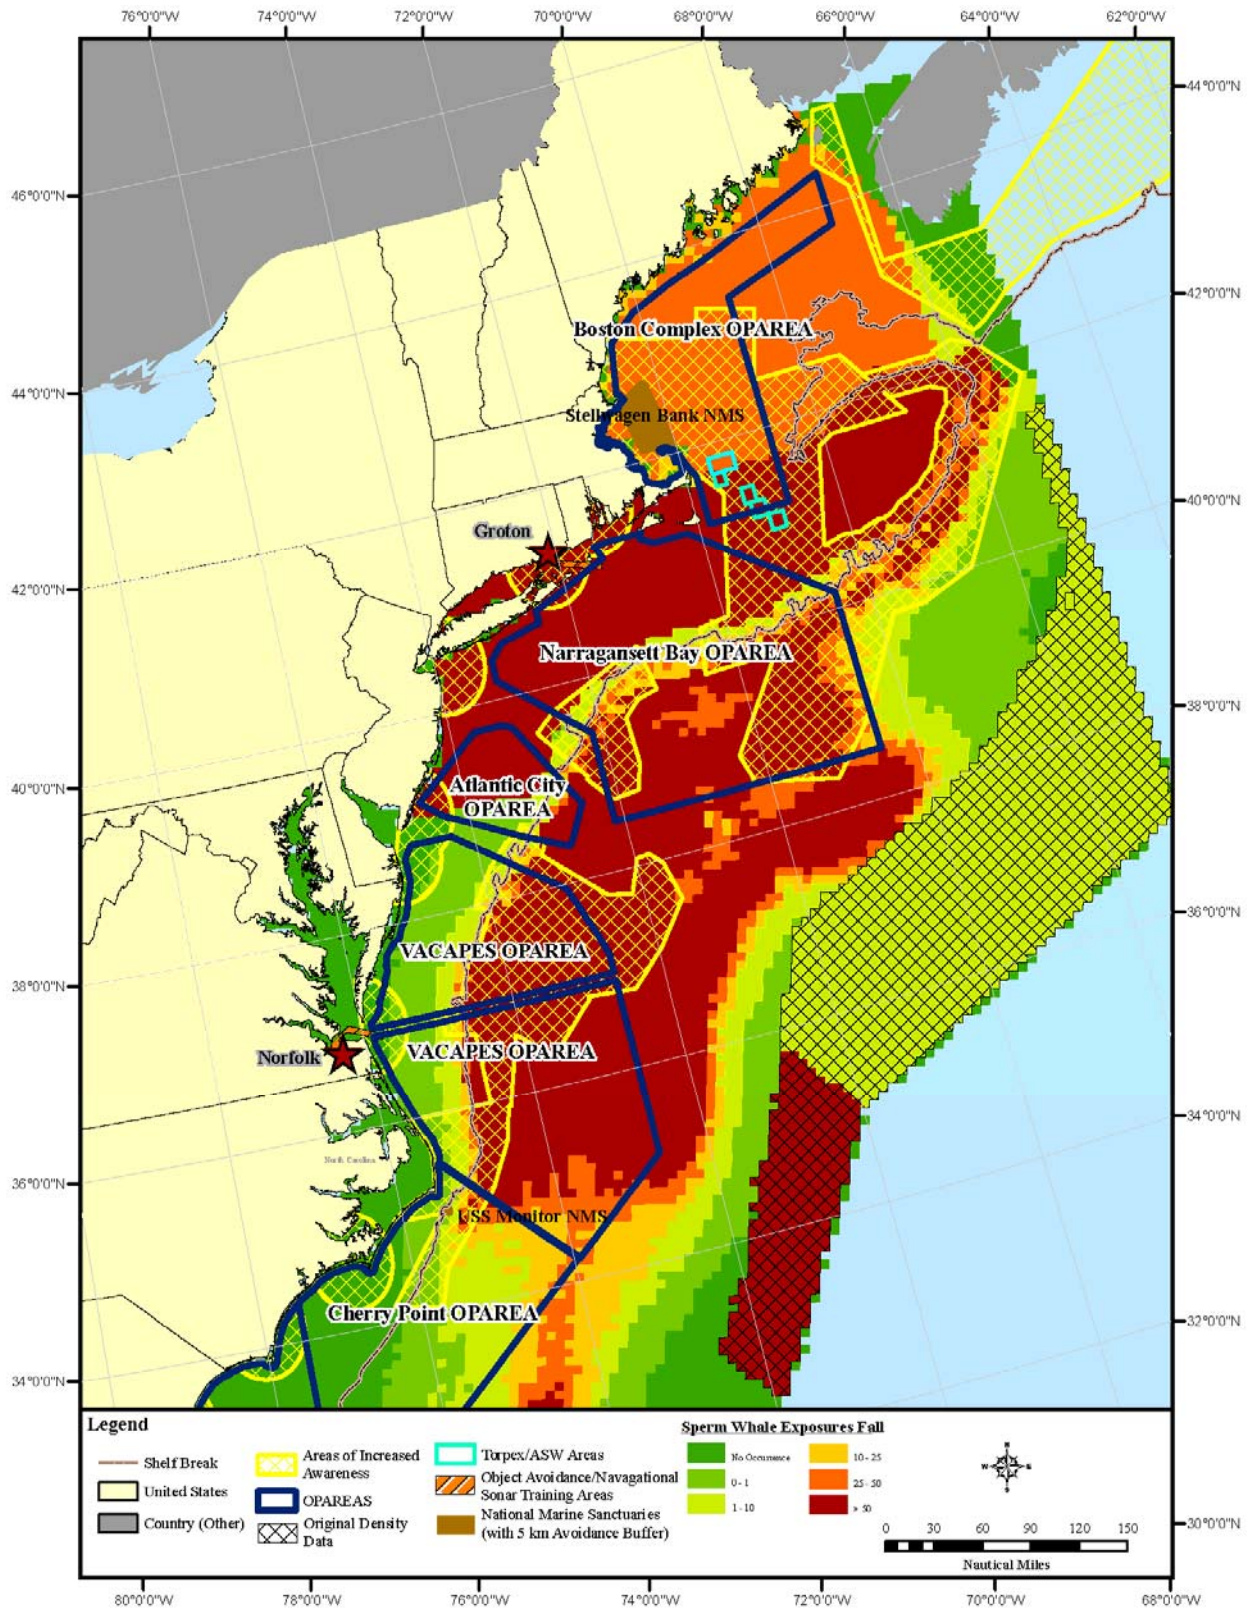 76°0'0"W
74°0'0"W
72°0'0"W
70°0'0"W
68°0'0"W
66°0'0"W
64°0'0"W
62°0'0"W
44°0'0"N
46°0'0"N
42°0'0"N
Boston Complex OPAREA
44°0'0"N
Stellwagen Bank NMS
40°0'0"N
Groton
42°0'0"N
Narragansett Bay OPAREA
38°0'0"N
40°0'0"N
Atlantic City
OPAREA
36°0'0"N
VACAPES OPAREA
38°0'0"N
VACAPES OPAREA
Norfolk
34°0'0"N
North Carolina
36°0'0"N
USS Monitor NMS
Cherry Point OPAREA
32°0'0"N
34°0'0"N
Legend
Shelf Break
United States
Country (Other)
Areas of Increased
Awareness
OPAREAS
Original Density
Data
Torpex/ASW Areas
Object Avoidance/Navagational
Sonar Training Areas
National Marine Sanctuaries
(with 5 km Avoidance Buffer)
Sperm Whale Exposures Fall
No Occurrence
0 - 1
1 - 10
10 - 25
25 - 50
> 50
N
W
E
S
0 30 60 90 120 150
Nautical Miles
30°0'0"N
80°0'0"W
78°0'0"W
76°0'0"W
74°0'0"W
72°0'0"W
70°0'0"W
68°0'0"W